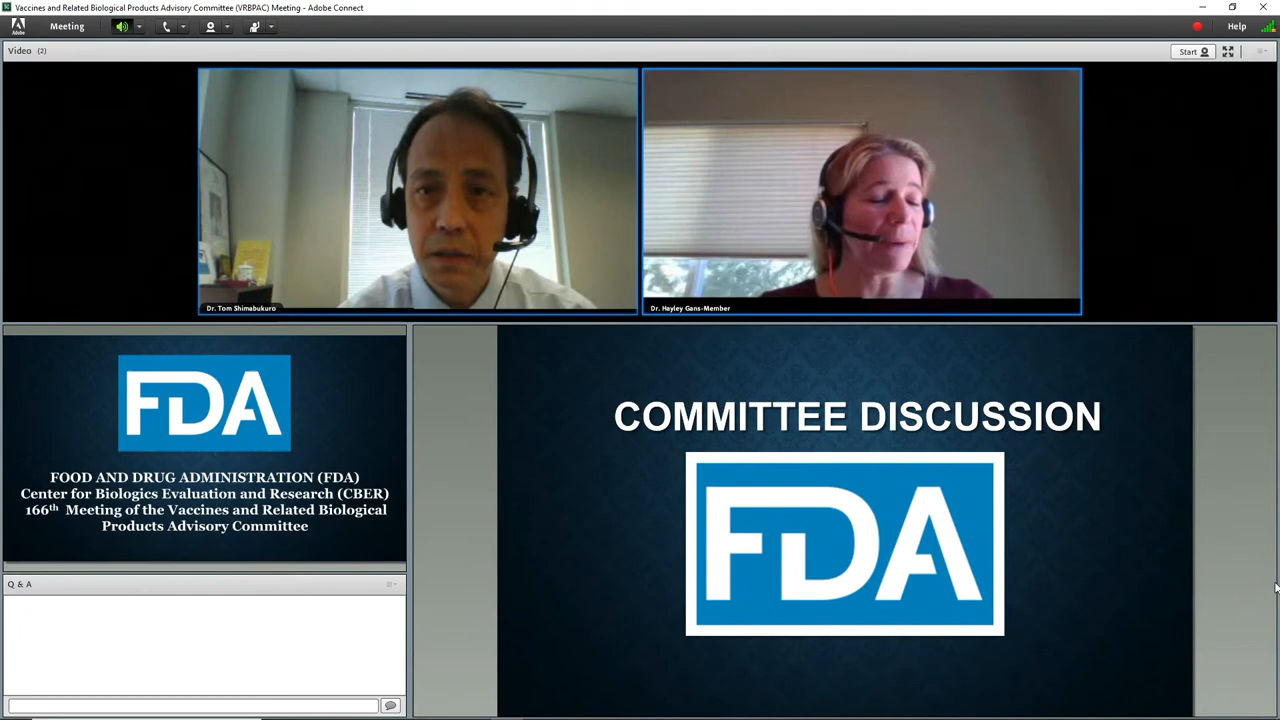 Vaccines and Related Biological Products Advisory Committee (VRBPAC) Meeting - Adobe Connect
Adobe
Meeting
Help
Video (2)
Start
Dr. Tom Shimabukuro
Dr. Hayley Gans-Member
FDA
FOOD AND DRUG ADMINISTRATION (FDA)
Center for Biologics Evaluation and Research (CBER)
166th Meeting of the Vaccines and Related Biological
Products Advisory Committee
COMMITTEE DISCUSSION
FDA
Q & A